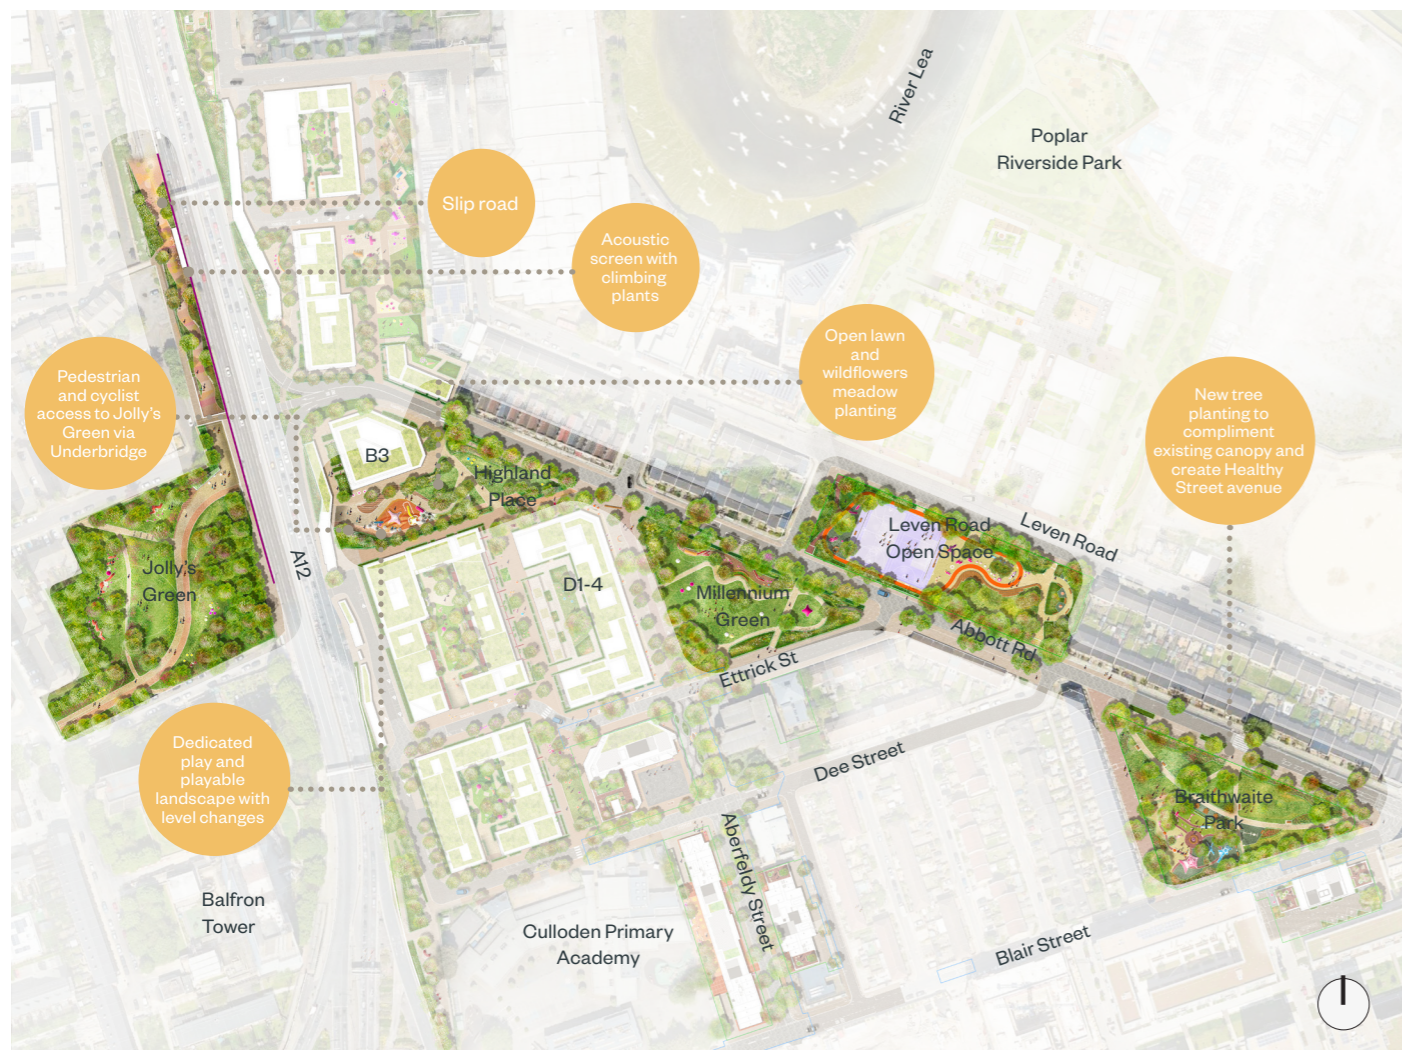 River Lea
Poplar
Riverside Park
Slip road
Acoustic
screen with
climbing
plants
Open lawn
and
wildflowers
meadow
planting
Pedestrian
and cyclist
access to Jolly's
Green via
Underbridge
New tree
planting to
compliment
existing canopy and
create Healthy
Street avenue
B3
Highland
Place
Leven Road
Open Space
Leven Road
A12
Jolly's
Green
D1-4
Millennium
Green
Abbott Rd
Ettrick St
Dee Street
Dedicated
play and
playable
landscape with
level changes
Braithwaite
Park
Aberfeldy Street
Balfron
Tower
Culloden Primary
Academy
Blair Street